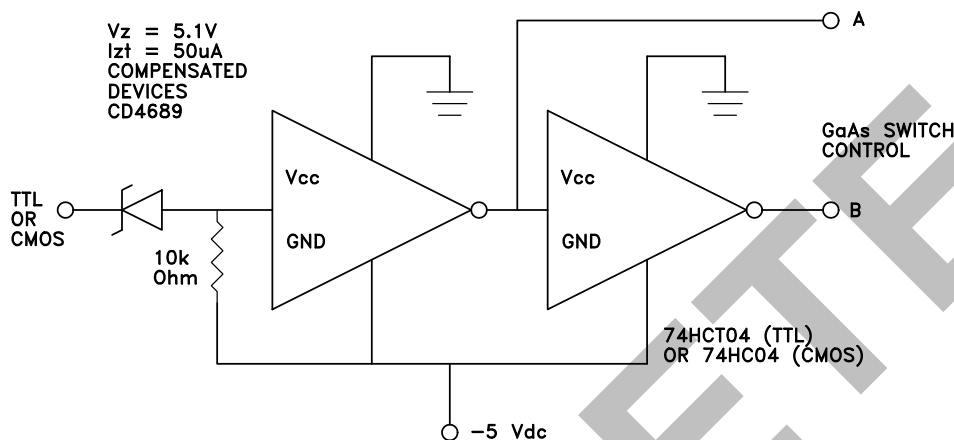 Vz = 5.1V
Izt = 50uA
COMPENSATED
DEVICES
CD4689
A
GaAs SWITCH
CONTROL
Vcc
Vcc
TTL
OR
CMOS
B
GND
GND
10k
Ohm
74HCT04 (TTL)
OR 74HC04 (CMOS)
-5 Vdc